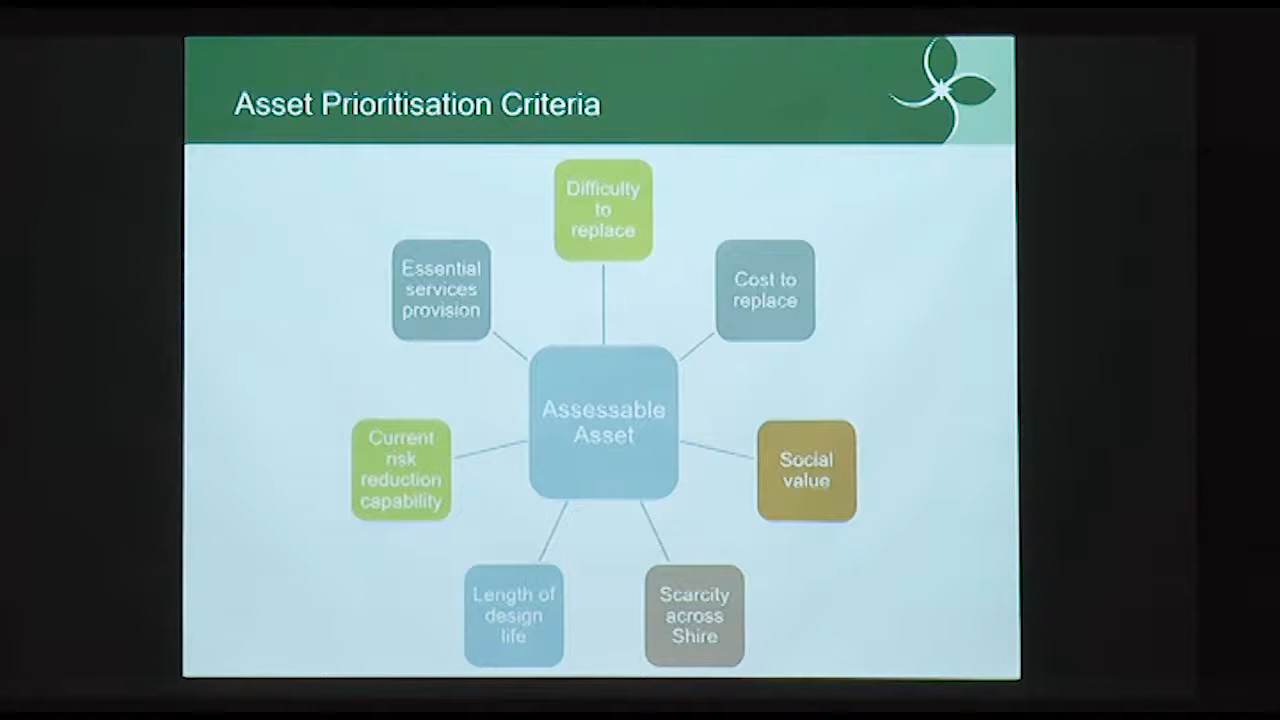 Asset Prioritisation Criteria
Difficulty
to
replace
Essential
services
provision
Cost to
replace
Assessable
Asset
Current
risk
reduction
capability
Social
value
Length of
design
life
Scarcity
across
Shire